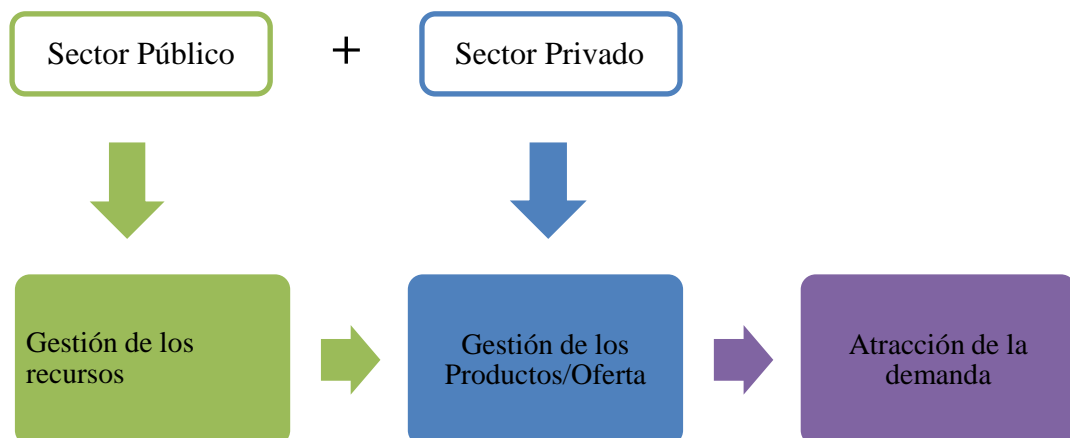 Sector Público
+
Sector Privado
Gestión de los
recursos
Gestión de los
Productos/Oferta
Atracción de la
demanda